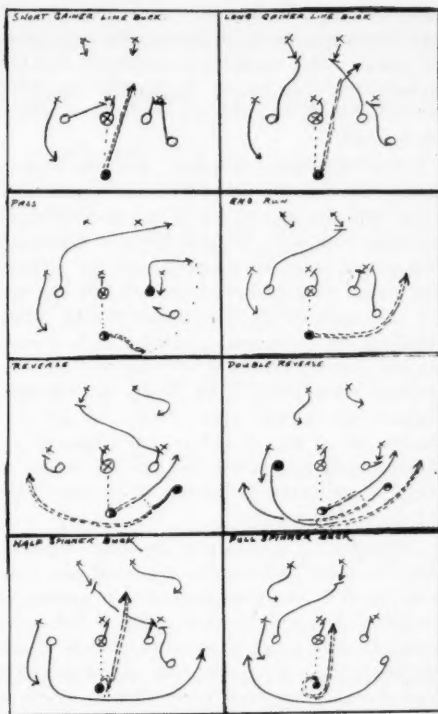 SHORT GAINER LINE BUCK.
LONG GAINER LINE BUCK
PASS
END RUN
REVERSE
DOUBLE REVERSE
HALF SPINNER BUCK
FULL SPINNER BUCK